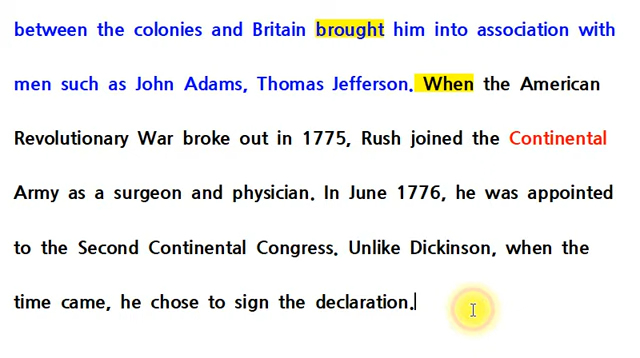 between the colonies and Britain brought him into association with
men such as John Adams, Thomas Jefferson. When the American
Revolutionary War broke out in 1775, Rush joined the Continental
Army as a surgeon and physician. In June 1776, he was appointed
to the Second Continental Congress. Unlike Dickinson, when the
time came, he chose to sign the declaration.